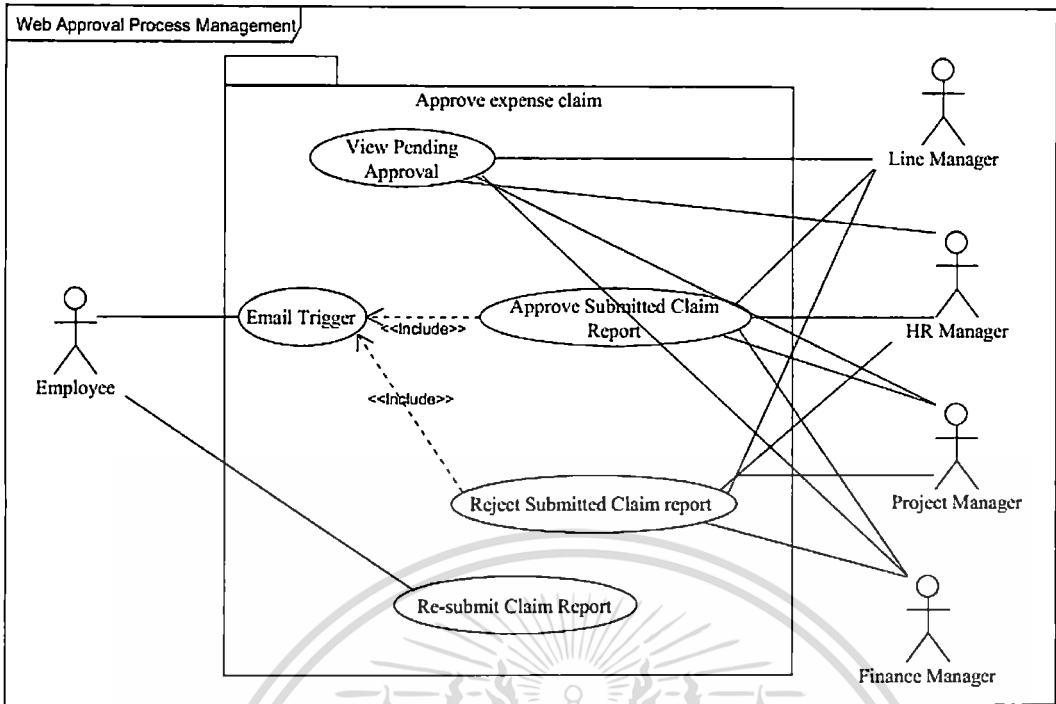 Web Approval Process Management
Approve expense claim
View Pending
Approval
Line Manager
Email Trigger
<<Include>>
Approve Submitted Claim
Report
HR Manager
Employee
<<Include>>
Reject Submitted Claim report
Project Manager
Re-submit Claim Report
Finance Manager